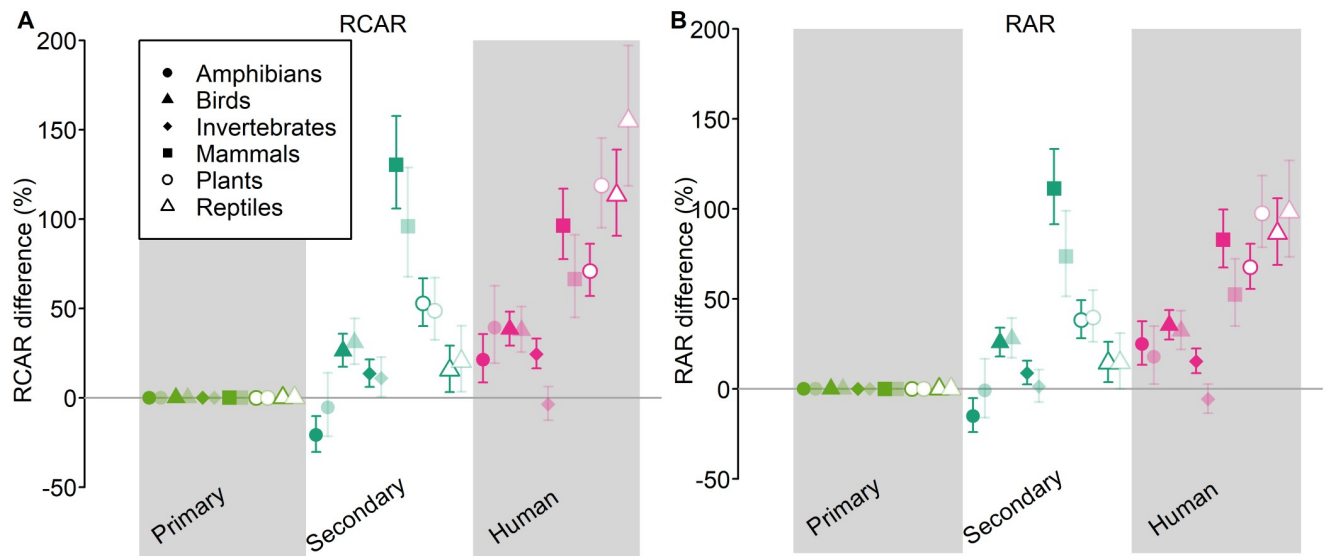 A
RCAR
RCAR difference (%)
200
150
100
50
0
-50
Amphibians
Birds
Invertebrates
Mammals
Plants
Reptiles
Primary
Secondary
Human
B
RAR
RAR difference (%)
200
150
100
50
0
-50
Primary
Secondary
Human